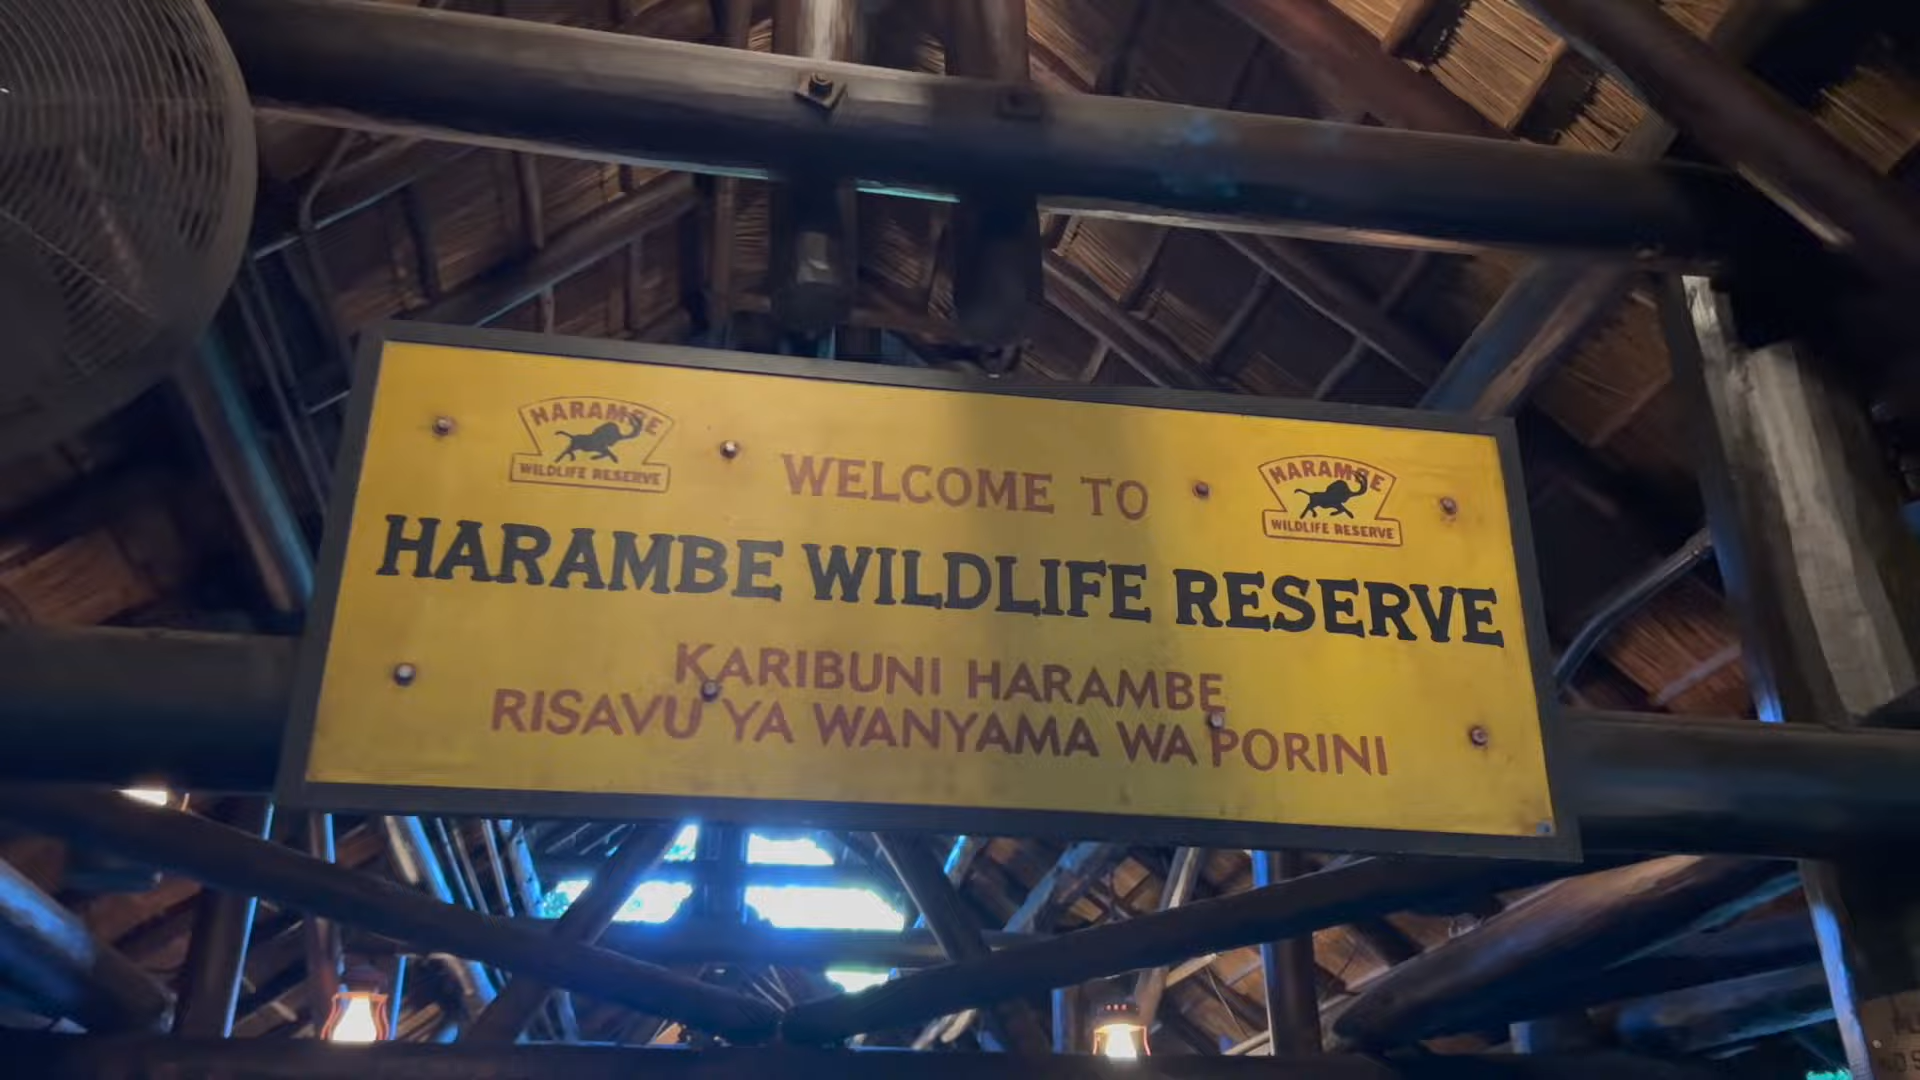 HARAMBE
WILDLIFE RESERVE
WELCOME TO
HARAMBE
WILDLIFE RESERVE
HARAMBE WILDLIFE RESERVE
KARIBUNI HARAMBE
RISAVU YA WANYAMA WA PORINI